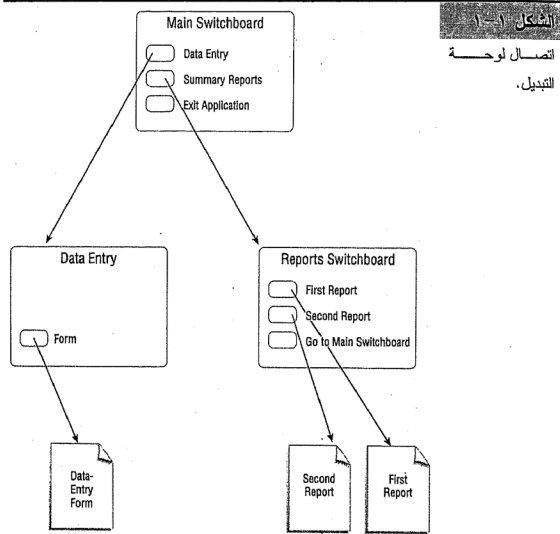 الشكل ١-١
اتصال لوحة
التبديل.
Main Switchboard
Data Entry
Summary Reports
Exit Application
Data Entry
Form
Reports Switchboard
First Report
Second Report
Go to Main Switchboard
Data-
Entry
Form
Second
Report
First
Report